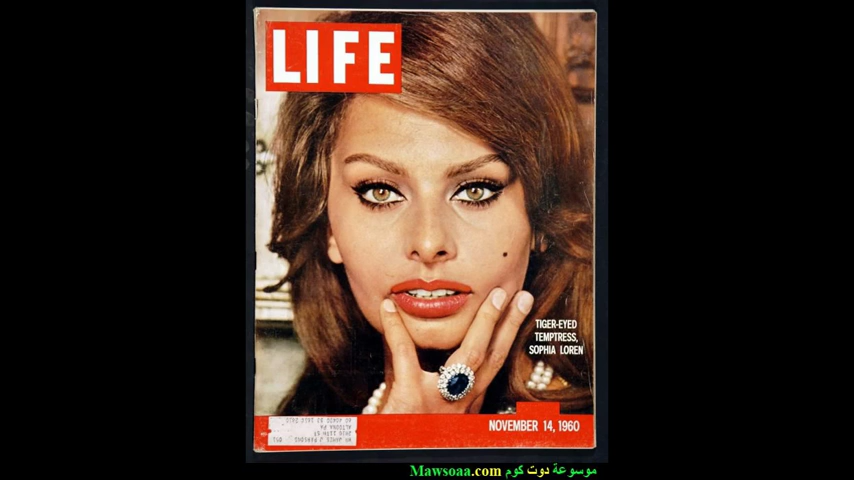 LIFE
TIGER-EYED
TEMPTRESS,
SOPHIA LOREN
NOVEMBER 14, 1960
Mawsoaa.com موسوعة دوت كوم